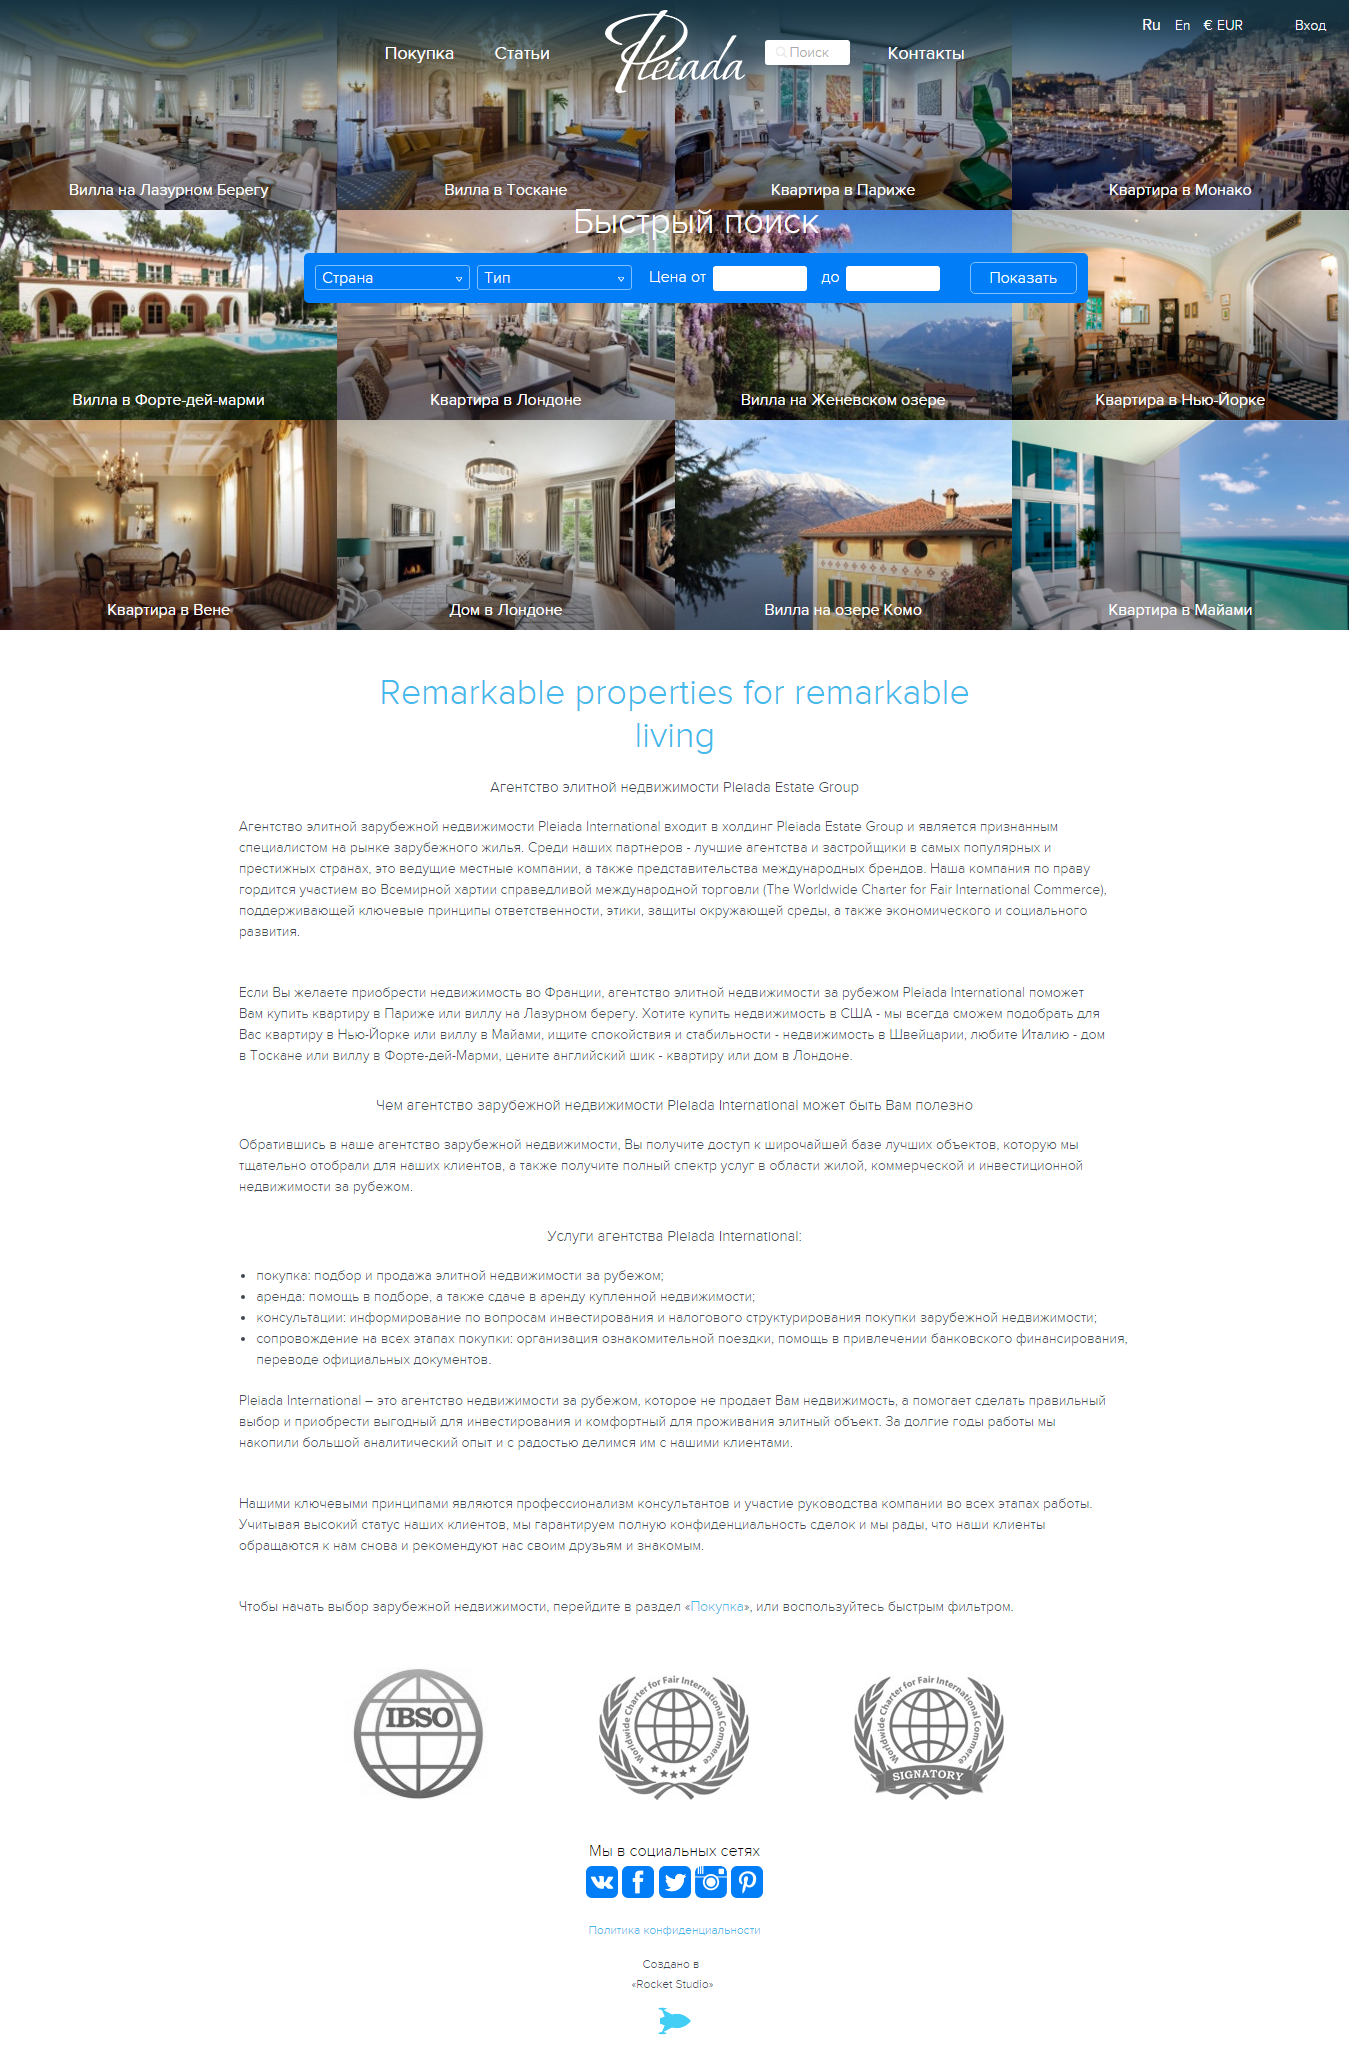 Ru En € EUR Вход
Покупка Статьи Pleiada Поиск Контакты
Вилла на Лазурном Берегу
Вилла в Тоскане
Квартира в Париже
Квартира в Монако
Быстрый поиск
Страна Тип Цена от до Показать
Вилла в Форте-дей-марми
Квартира в Лондоне
Вилла на Женевском озере
Квартира в Нью-Йорке
Квартира в Вене
Дом в Лондоне
Вилла на озере Комо
Квартира в Майами
Remarkable properties for remarkable
living
Агентство элитной недвижимости Pleiada Estate Group
Агентство элитной зарубежной недвижимости Pleiada International входит в холдинг Pleiada Estate Group и является признанным
специалистом на рынке зарубежного жилья. Среди наших партнеров - лучшие агентства и застройщики в самых популярных и
престижных странах, это ведущие местные компании, а также представительства международных брендов. Наша компания по праву
гордится участием во Всемирной хартии справедливой международной торговли (The Worldwide Charter for Fair International Commerce),
поддерживающей ключевые принципы ответственности, этики, защиты окружающей среды, а также экономического и социального
развития.
Если Вы желаете приобрести недвижимость во Франции, агентство элитной недвижимости за рубежом Pleiada International поможет
Вам купить квартиру в Париже или виллу на Лазурном берегу. Хотите купить недвижимость в США - мы всегда сможем подобрать для
Вас квартиру в Нью-Йорке или виллу в Майами, ищите спокойствия и стабильности - недвижимость в Швейцарии, любите Италию - дом
в Тоскане или виллу в Форте-дей-Марми, цените английский шик - квартиру или дом в Лондоне.
Чем агентство зарубежной недвижимости Pleiada International может быть Вам полезно
Обратившись в наше агентство зарубежной недвижимости, Вы получите доступ к широчайшей базе лучших объектов, которую мы
тщательно отобрали для наших клиентов, а также получите полный спектр услуг в области жилой, коммерческой и инвестиционной
недвижимости за рубежом.
Услуги агентства Pleiada International:
• покупка: подбор и продажа элитной недвижимости за рубежом;
• аренда: помощь в подборе, а также сдаче в аренду купленной недвижимости;
• консультации: информирование по вопросам инвестирования и налогового структурирования покупки зарубежной недвижимости;
• сопровождение на всех этапах покупки: организация ознакомительной поездки, помощь в привлечении банковского финансирования,
переводе официальных документов.
Pleiada International – это агентство недвижимости за рубежом, которое не продает Вам недвижимость, а помогает сделать правильный
выбор и приобрести выгодный для инвестирования и комфортный для проживания элитный объект. За долгие годы работы мы
накопили большой аналитический опыт и с радостью делимся им с нашими клиентами.
Нашими ключевыми принципами являются профессионализм консультантов и участие руководства компании во всех этапах работы.
Учитывая высокий статус наших клиентов, мы гарантируем полную конфиденциальность сделок и мы рады, что наши клиенты
обращаются к нам снова и рекомендуют нас своим друзьям и знакомым.
Чтобы начать выбор зарубежной недвижимости, перейдите в раздел «Покупка», или воспользуйтесь быстрым фильтром.
IBSO
Worldwide Charter for Fair International Commerce
Worldwide Charter for Fair International Commerce
SIGNATORY
Мы в социальных сетях
Политика конфиденциальности
Создано в
«Rocket Studio»